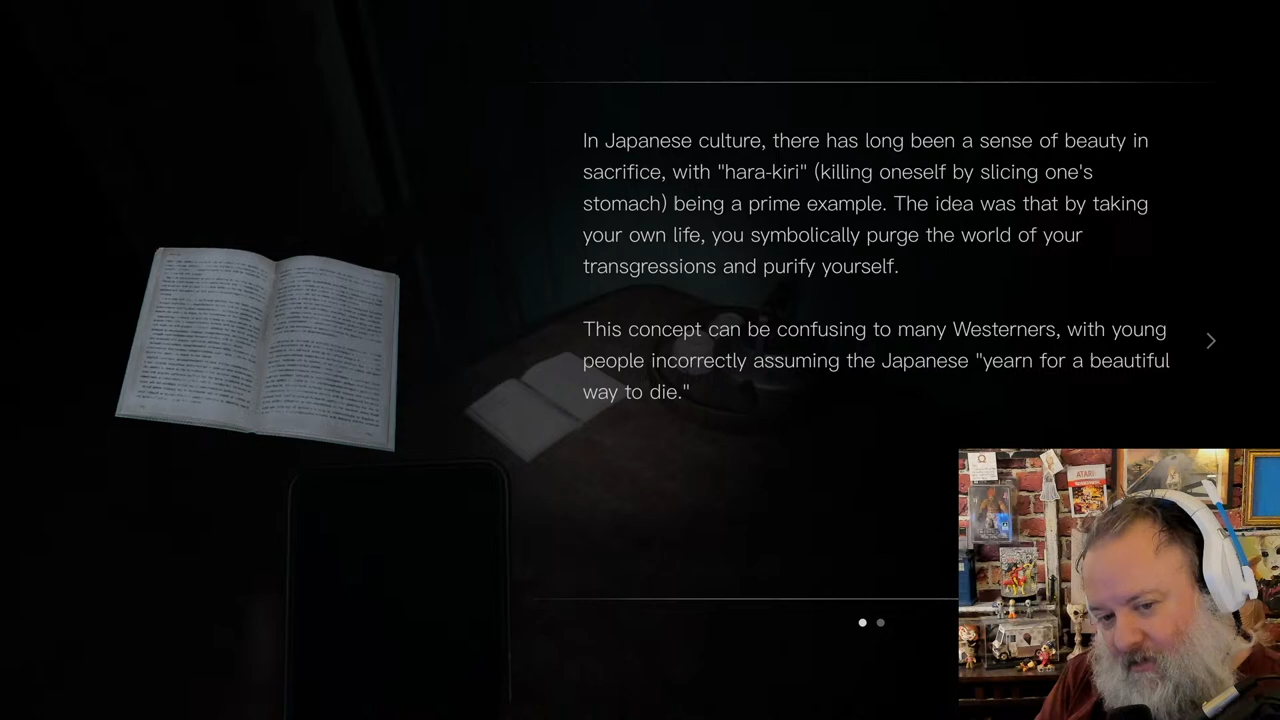 In Japanese culture, there has long been a sense of beauty in
sacrifice, with "hara-kiri" (killing oneself by slicing one's
stomach) being a prime example. The idea was that by taking
your own life, you symbolically purge the world of your
transgressions and purify yourself.
This concept can be confusing to many Westerners, with young
people incorrectly assuming the Japanese "yearn for a beautiful
way to die."
ATARI